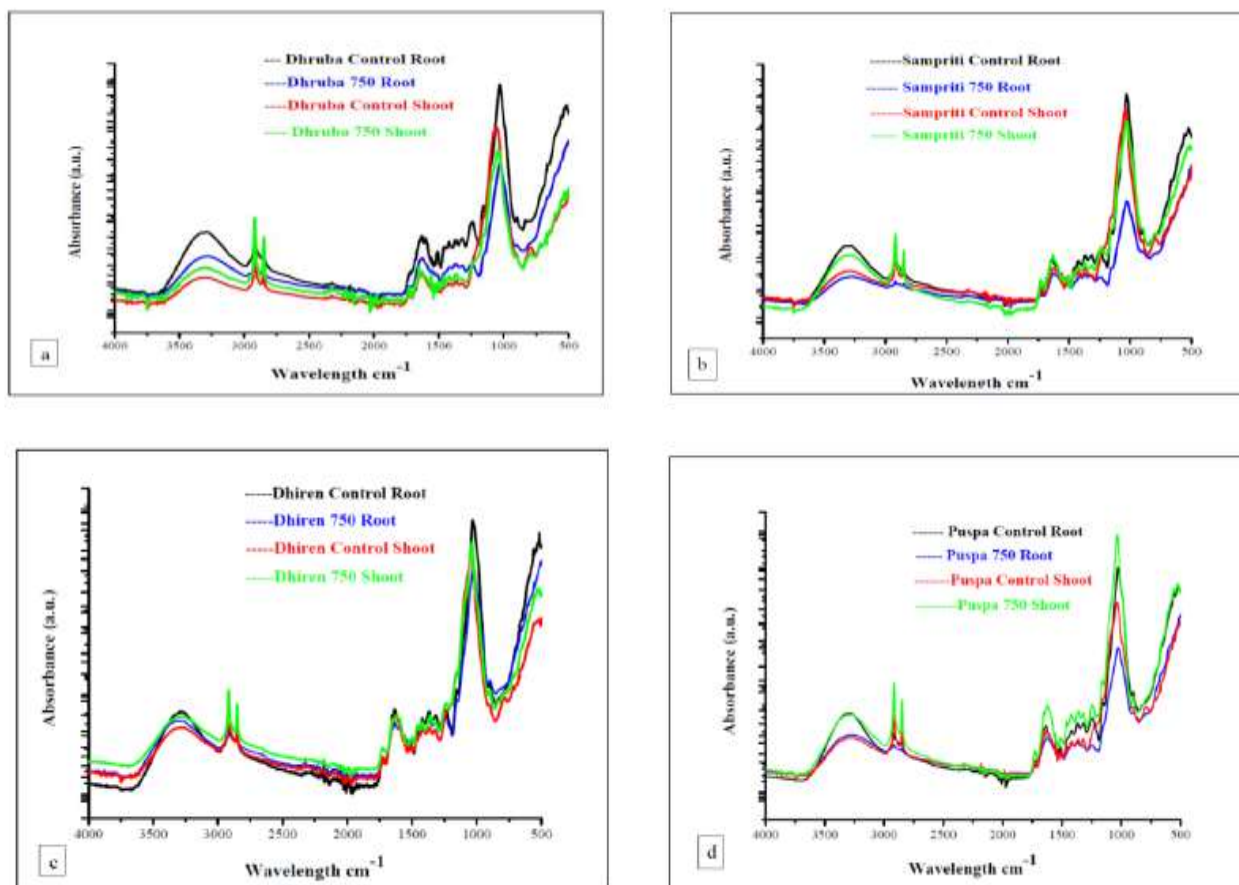 Dhruba Control Root
Dhruba 750 Root
Dhruba Control Shoot
Dhruba 750 Shoot
Absorbance (a.u.)
4000 3500 3000 2500 2000 1500 1000 500
a
Wavelength cm⁻¹
Sampriti Control Root
Sampriti 750 Root
Sampriti Control Shoot
Sampriti 750 Shoot
Absorbance (a.u.)
4000 3500 3000 2500 2000 1500 1000 500
b
Wavelength cm⁻¹
Dhiren Control Root
Dhiren 750 Root
Dhiren Control Shoot
Dhiren 750 Shoot
Absorbance (a.u.)
4000 3500 3000 2500 2000 1500 1000 500
c
Wavelength cm⁻¹
Puspa Control Root
Puspa 750 Root
Puspa Control Shoot
Puspa 750 Shoot
Absorbance (a.u.)
4000 3500 3000 2500 2000 1500 1000 500
d
Wavelength cm⁻¹